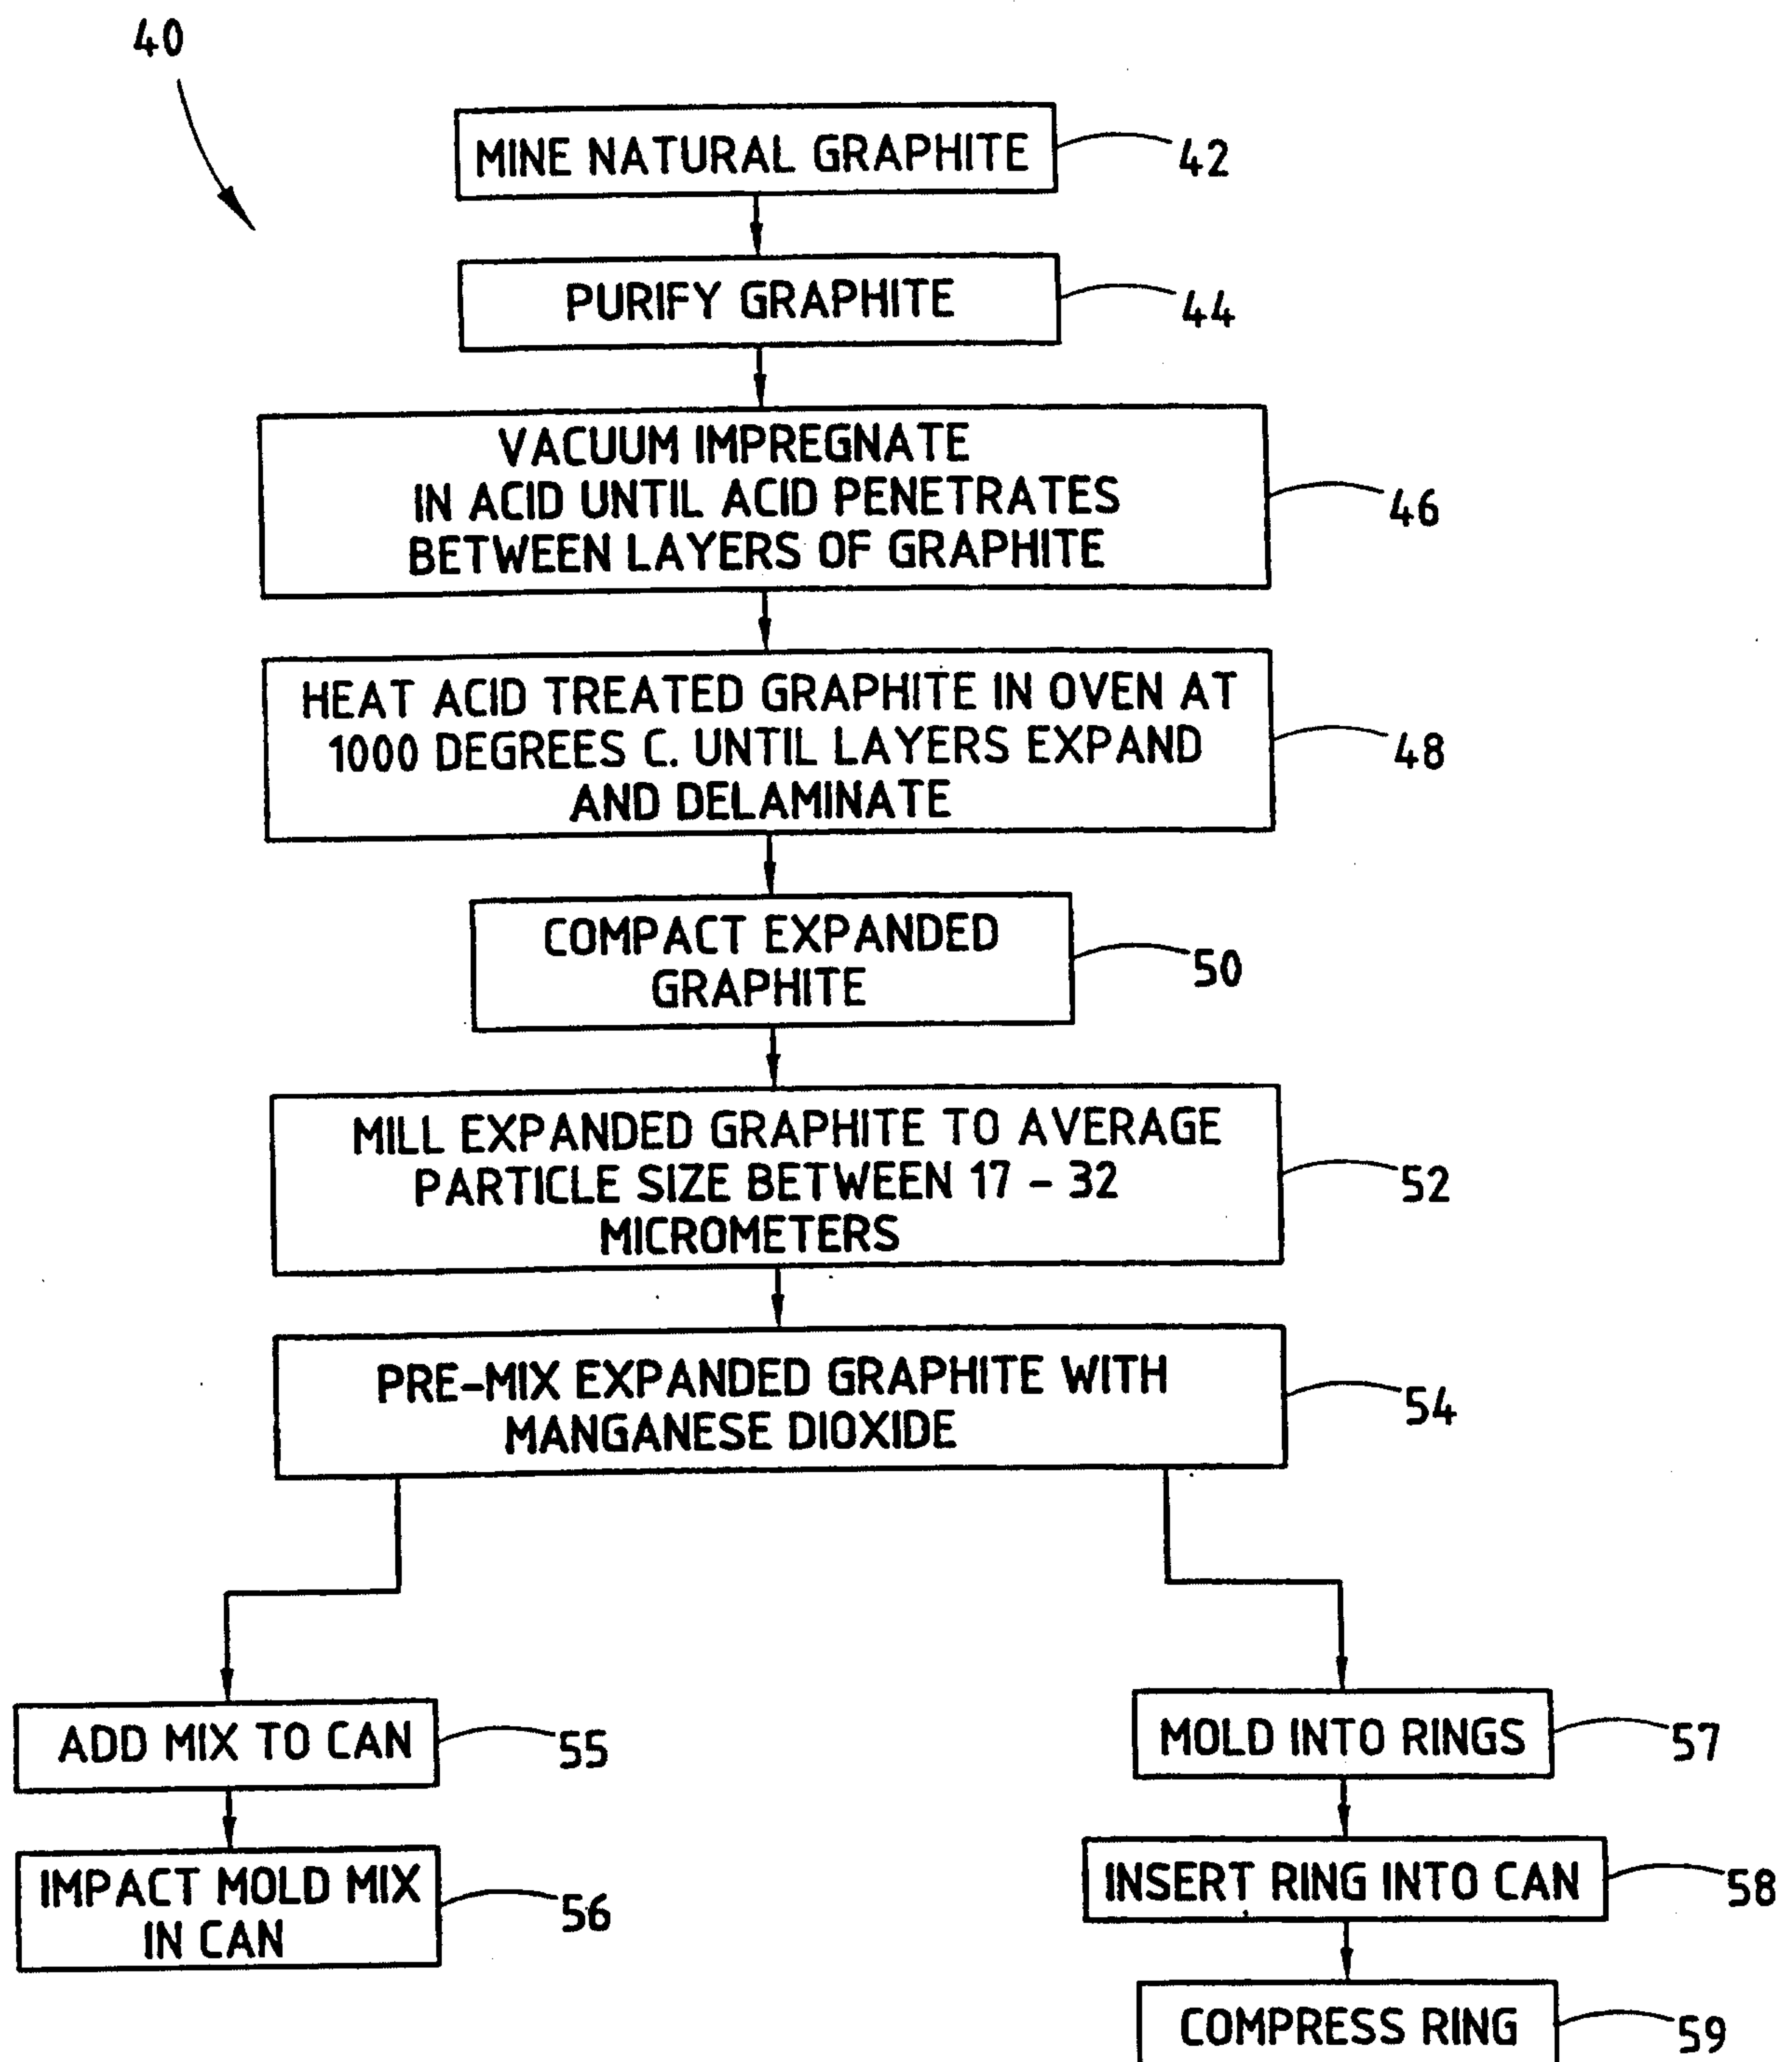 40
MINE NATURAL GRAPHITE
42
PURIFY GRAPHITE
44
VACUUM IMPREGNATE
IN ACID UNTIL ACID PENETRATES
BETWEEN LAYERS OF GRAPHITE
46
HEAT ACID TREATED GRAPHITE IN OVEN AT
1000 DEGREES C. UNTIL LAYERS EXPAND
AND DELAMINATE
48
COMPACT EXPANDED
GRAPHITE
50
MILL EXPANDED GRAPHITE TO AVERAGE
PARTICLE SIZE BETWEEN 17 - 32
MICROMETERS
52
PRE-MIX EXPANDED GRAPHITE WITH
MANGANESE DIOXIDE
54
ADD MIX TO CAN
55
IMPACT MOLD MIX
IN CAN
56
MOLD INTO RINGS
57
INSERT RING INTO CAN
58
COMPRESS RING
59